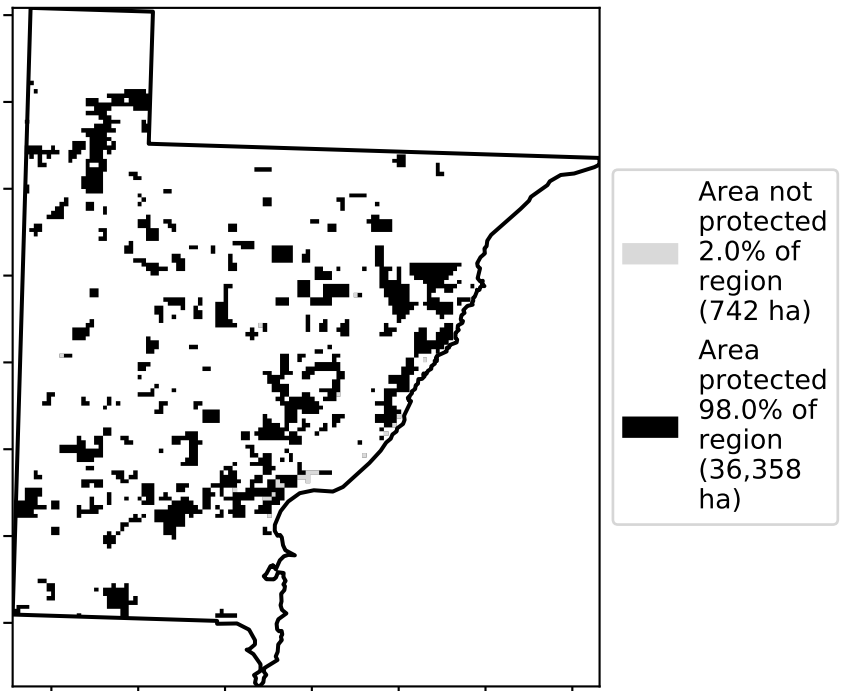 Area not
protected
2.0% of
region
(742 ha)
Area
protected
98.0% of
region
(36,358
ha)